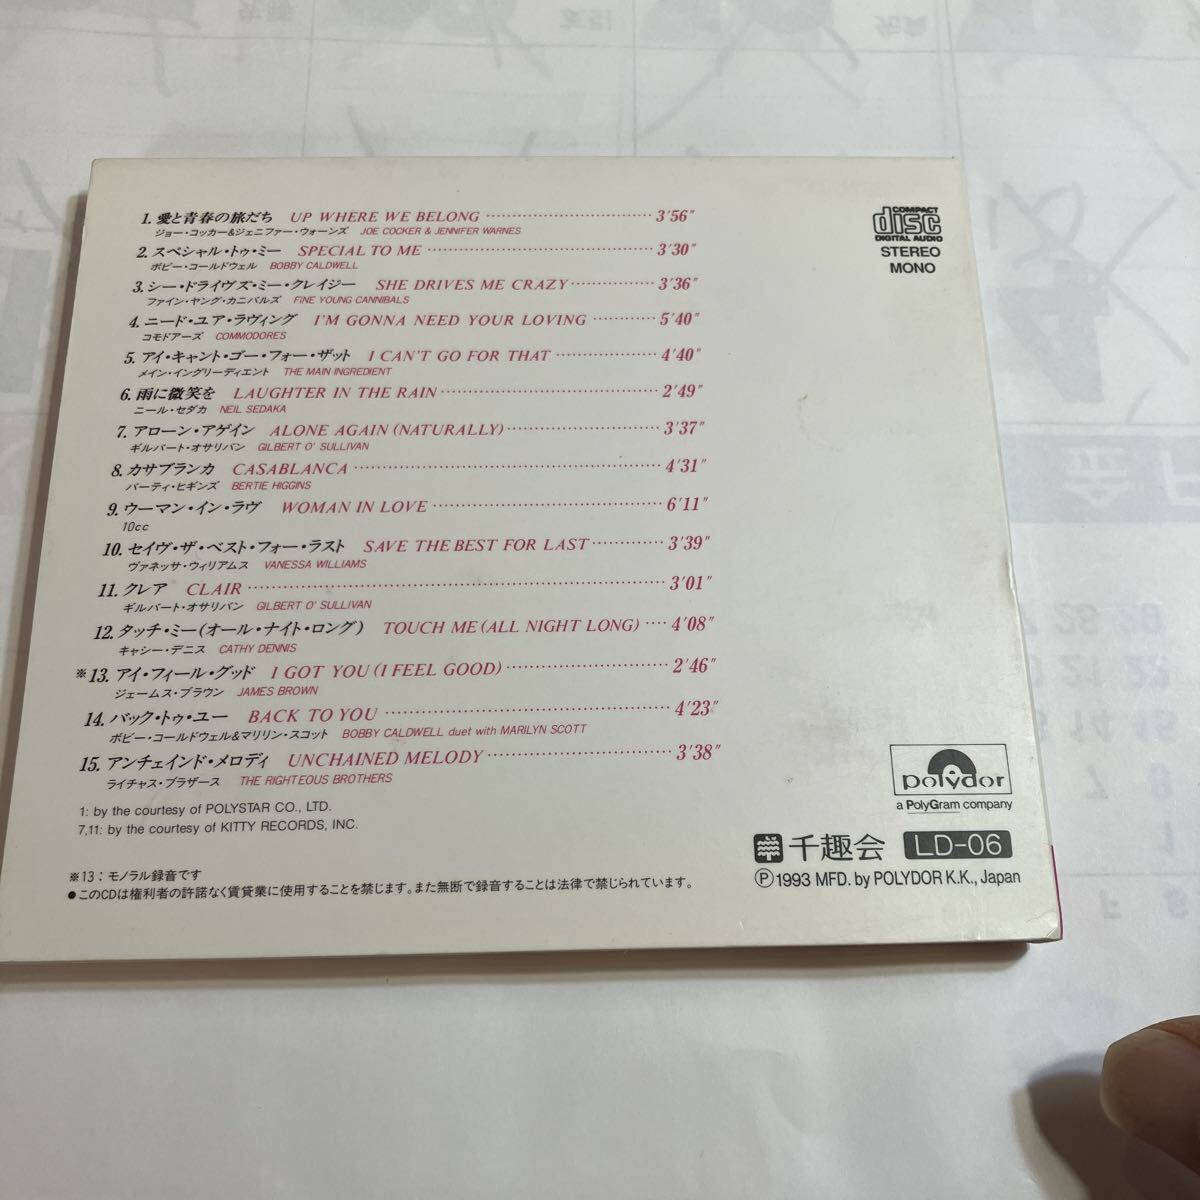 1. 愛と青春の旅だち UP WHERE WE BELONG 3'56"
ジョー・コッカー&ジェニファー・ウォーンズ JOE COCKER & JENNIFER WARNES
2. スペシャル・トゥ・ミー SPECIAL TO ME 3'30"
ボビー・コールドウェル BOBBY CALDWELL
3. シー・ドライヴズ・ミー・クレイジー SHE DRIVES ME CRAZY 3'36"
ファイン・ヤング・カニバルズ FINE YOUNG CANNIBALS
4. ニード・ユア・ラヴィング I'M GONNA NEED YOUR LOVING 5'40"
コモドアーズ COMMODORES
5. アイ・キャント・ゴー・フォー・ザット I CAN'T GO FOR THAT 4'40"
メイン・イングリーディエント THE MAIN INGREDIENT
6. 雨に微笑を LAUGHTER IN THE RAIN 2'49"
ニール・セダカ NEIL SEDAKA
7. アローン・アゲイン ALONE AGAIN (NATURALLY) 3'37"
ギルバート・オサリバン GILBERT O' SULLIVAN
8. カサブランカ CASABLANCA 4'31"
バーティ・ヒギンズ BERTIE HIGGINS
9. ウーマン・イン・ラヴ WOMAN IN LOVE 6'11"
10cc
10. セイヴ・ザ・ベスト・フォー・ラスト SAVE THE BEST FOR LAST 3'39"
ヴァネッサ・ウィリアムス VANESSA WILLIAMS
11. クレア CLAIR 3'01"
ギルバート・オサリバン GILBERT O' SULLIVAN
12. タッチ・ミー(オール・ナイト・ロング) TOUCH ME (ALL NIGHT LONG) 4'08"
キャシー・デニス CATHY DENNIS
※13. アイ・フィール・グッド I GOT YOU (I FEEL GOOD) 2'46"
ジェームス・ブラウン JAMES BROWN
14. バック・トゥ・ユー BACK TO YOU 4'23"
ボビー・コールドウェル&マリリン・スコット BOBBY CALDWELL duet with MARILYN SCOTT
15. アンチェインド・メロディ UNCHAINED MELODY 3'38"
ライチャス・ブラザース THE RIGHTEOUS BROTHERS
1: by the courtesy of POLYSTAR CO., LTD.
7,11: by the courtesy of KITTY RECORDS, INC.
※13:モノラル録音です
●このCDは権利者の許諾なく賃貸業に使用することを禁じます。また無断で録音することは法律で禁じられています。
COMPACT
disc
DIGITAL AUDIO
STEREO
MONO
polydor
a PolyGram company
千趣会 LD-06
Ⓟ1993 MFD. by POLYDOR K.K., Japan